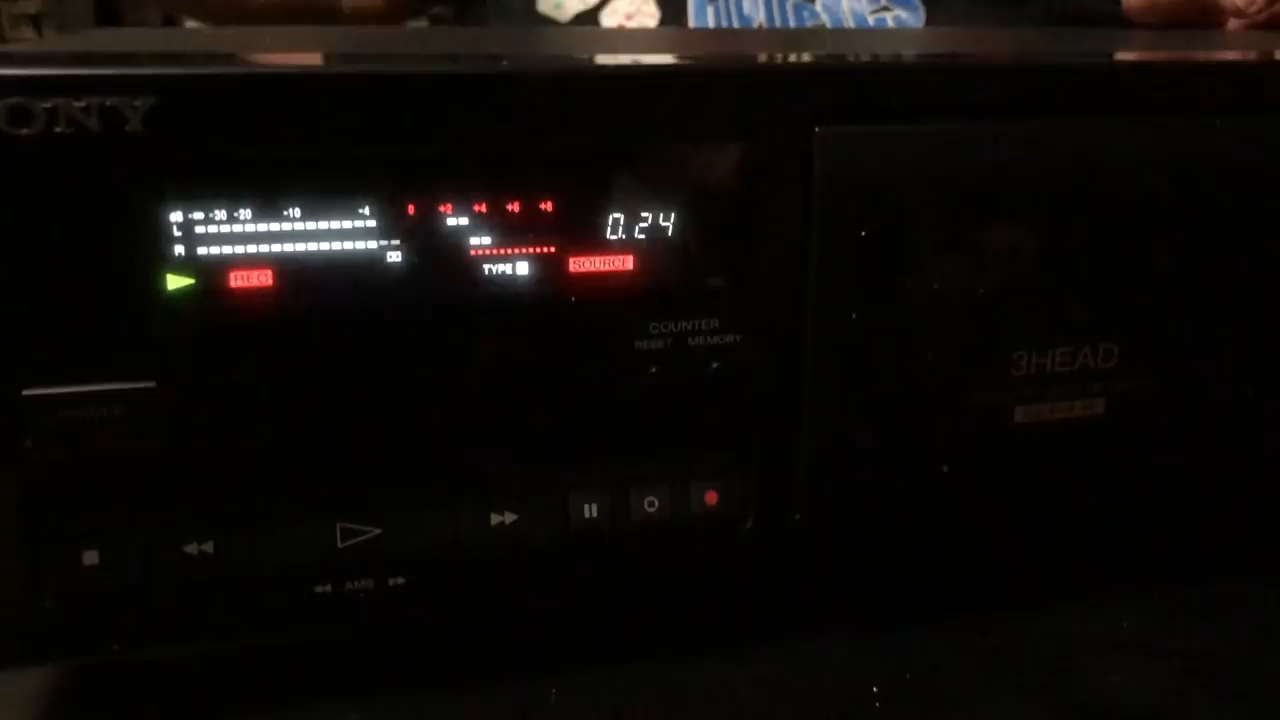 ONY
dB -∞ -30 -20 -10 -4 0 +2 +4 +6 +8
L
R
0.24
REC
TYPE
SOURCE
COUNTER
RESET MEMORY
3HEAD
POWER
AMS